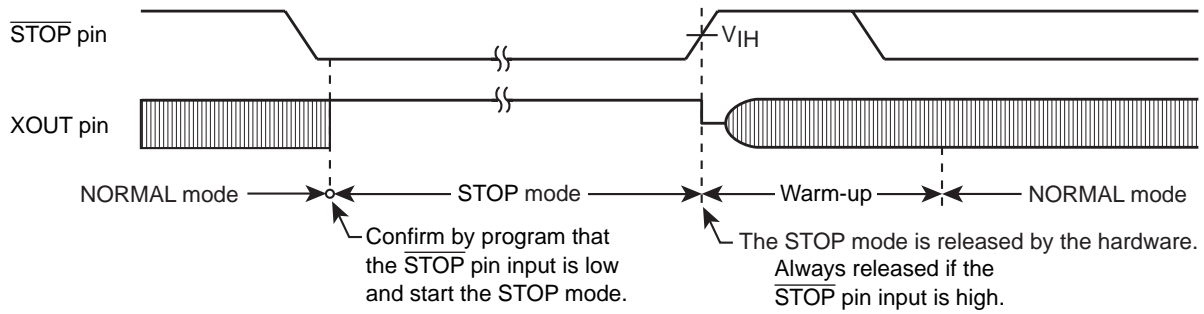 STOP pin
VIH
XOUT pin
NORMAL mode
STOP mode
Warm-up
NORMAL mode
Confirm by program that
the STOP pin input is low
and start the STOP mode.
The STOP mode is released by the hardware.
Always released if the
STOP pin input is high.